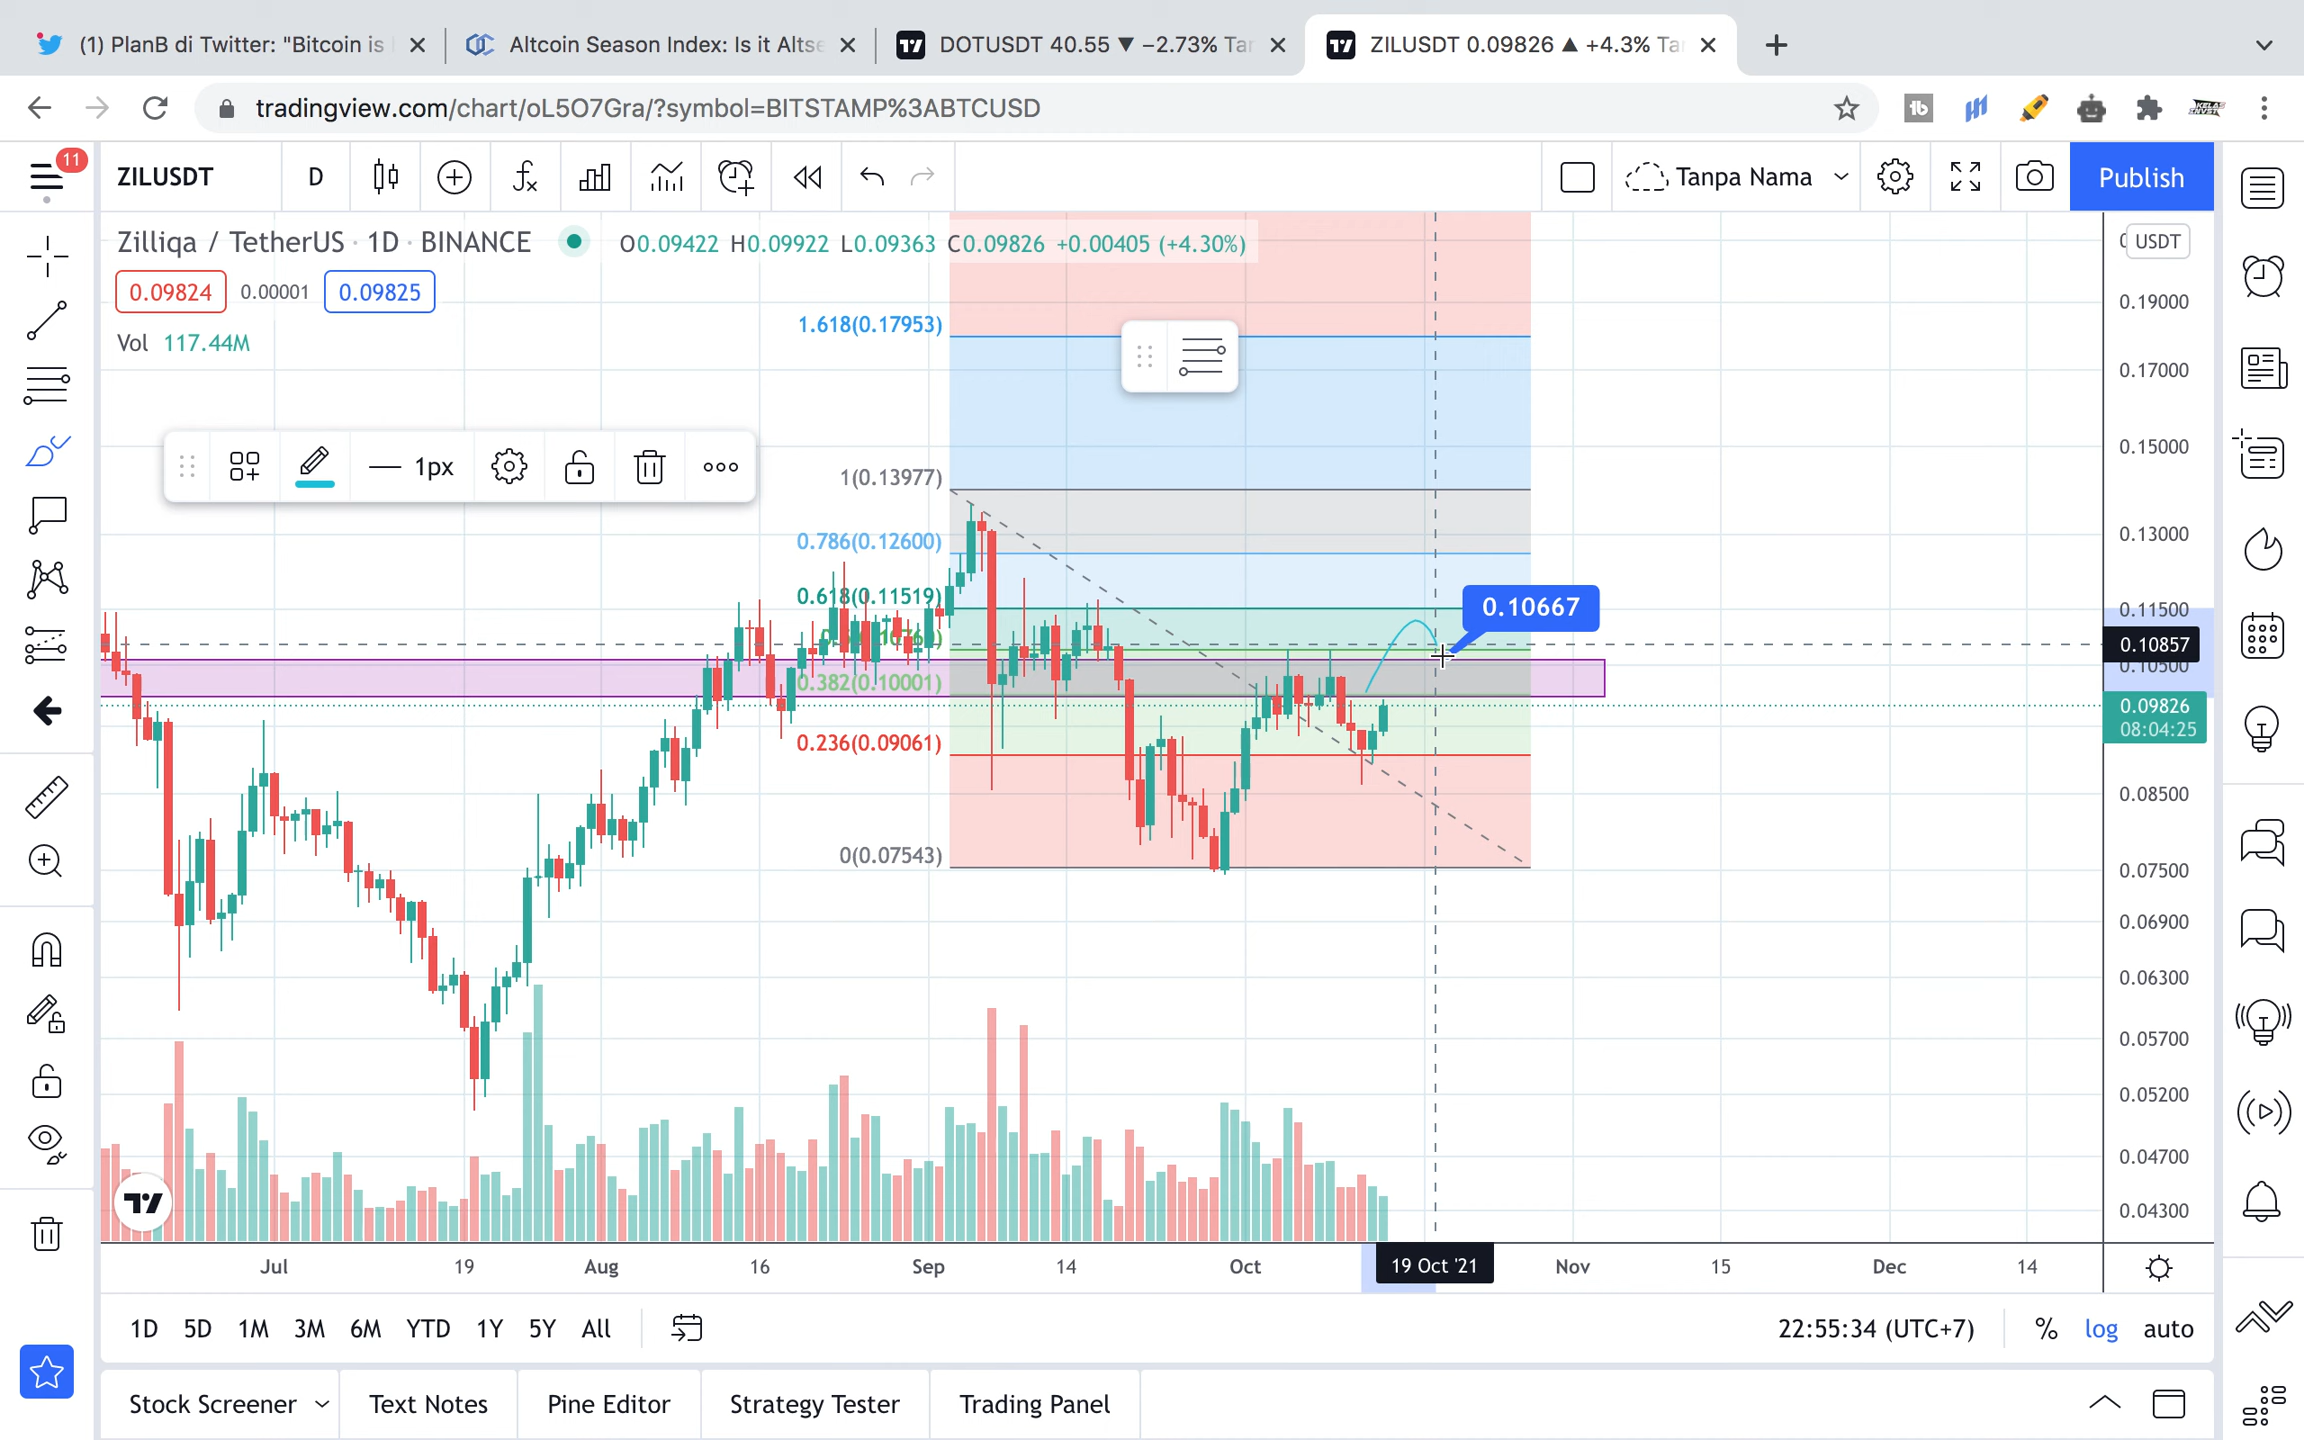 (1) PlanB di Twitter: "Bitcoin is
Altcoin Season Index: Is it Altse
DOTUSDT 40.55 ▼ −2.73% Tan
ZILUSDT 0.09826 ▲ +4.3% Ta
tradingview.com/chart/oL5O7Gra/?symbol=BITSTAMP%3ABTCUSD
11
ZILUSDT
D
Tanpa Nama
Publish
Zilliqa / TetherUS · 1D · BINANCE
O0.09422 H0.09922 L0.09363 C0.09826 +0.00405 (+4.30%)
USDT
0.09824
0.00001
0.09825
Vol 117.44M
1px
1.618(0.17953)
1(0.13977)
0.786(0.12600)
0.618(0.11519)
0.382(0.10001)
0.236(0.09061)
0(0.07543)
0.10667
0.19000
0.17000
0.15000
0.13000
0.11500
0.10857
0.10500
0.09826
08:04:25
0.08500
0.07500
0.06900
0.06300
0.05700
0.05200
0.04700
0.04300
Jul
19
Aug
16
Sep
14
Oct
19 Oct '21
Nov
15
Dec
14
1D 5D 1M 3M 6M YTD 1Y 5Y All
22:55:34 (UTC+7)
%
log
auto
Stock Screener
Text Notes
Pine Editor
Strategy Tester
Trading Panel